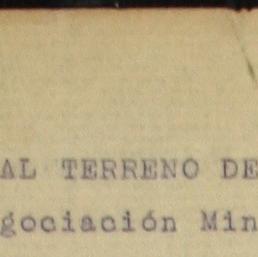 AL TERRENO DE
gociación Min